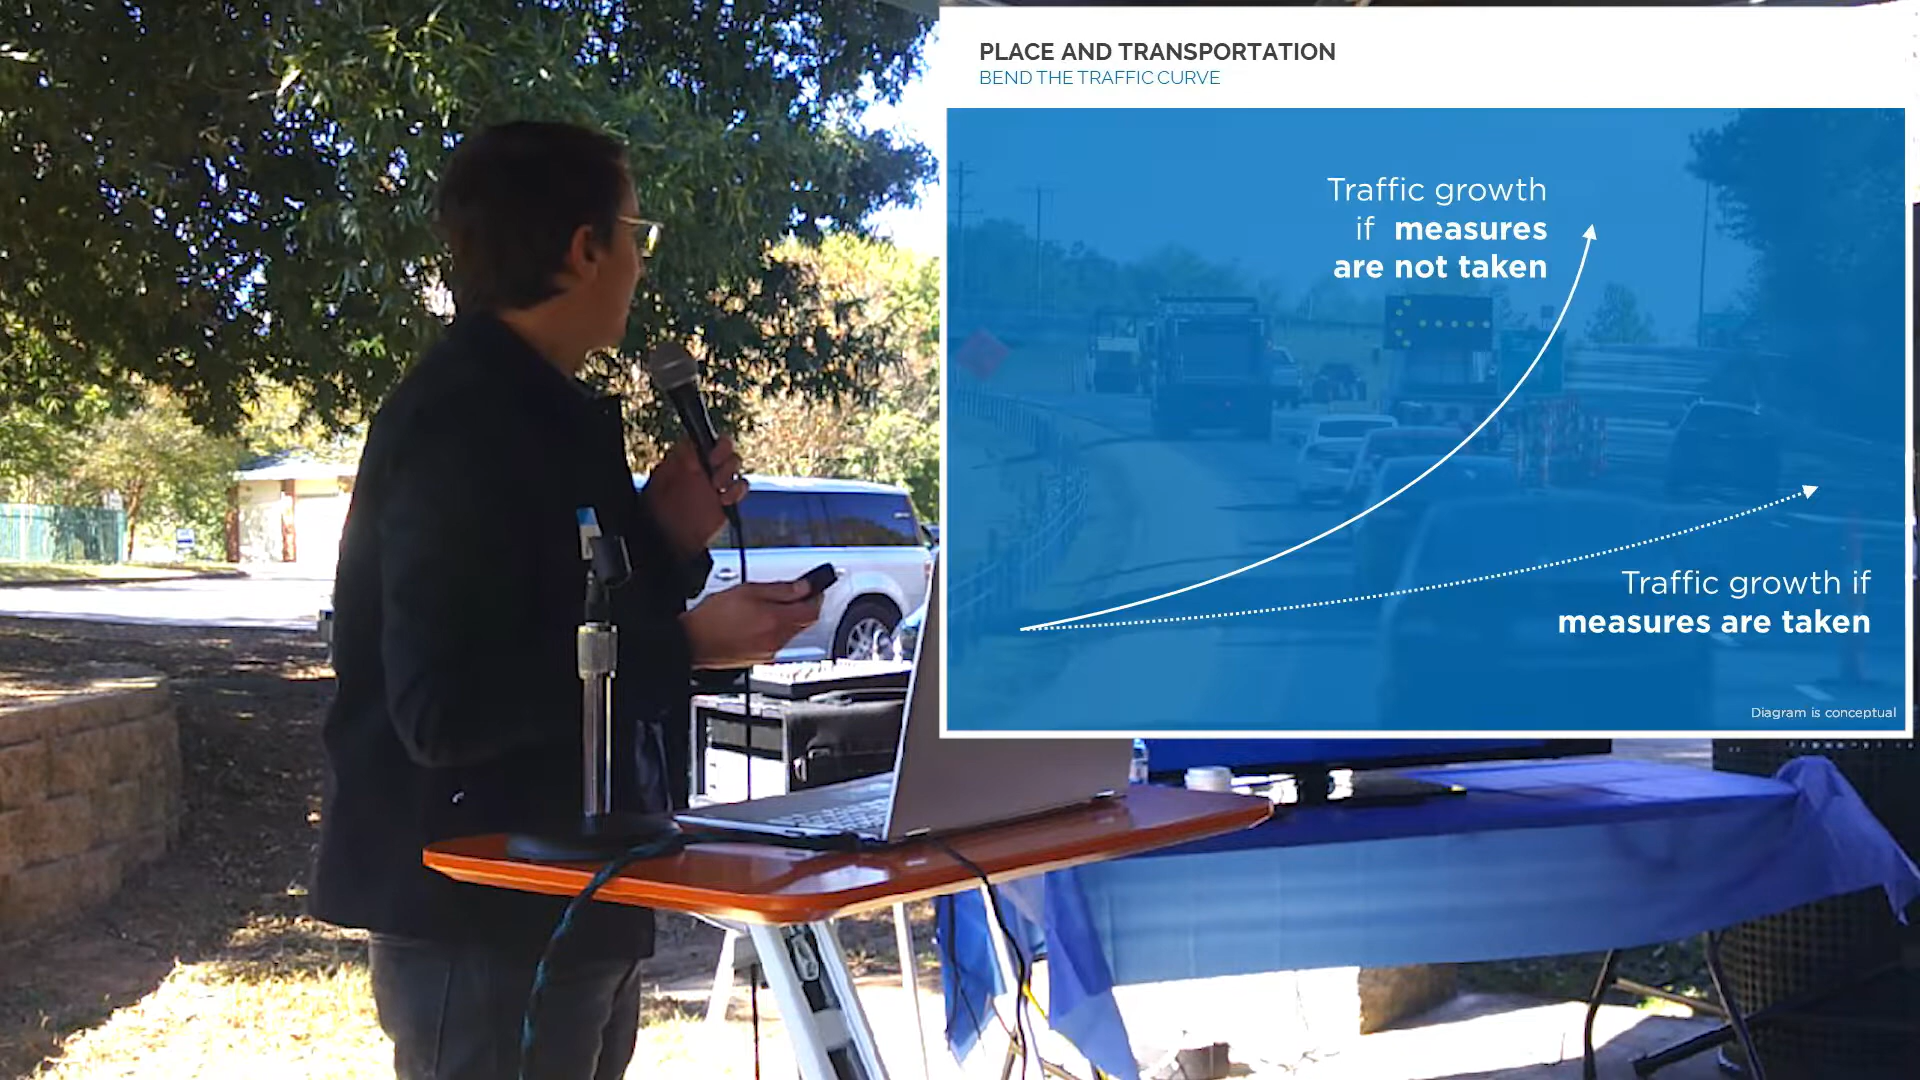 PLACE AND TRANSPORTATION
BEND THE TRAFFIC CURVE
Traffic growth
if measures
are not taken
Traffic growth if
measures are taken
Diagram is conceptual